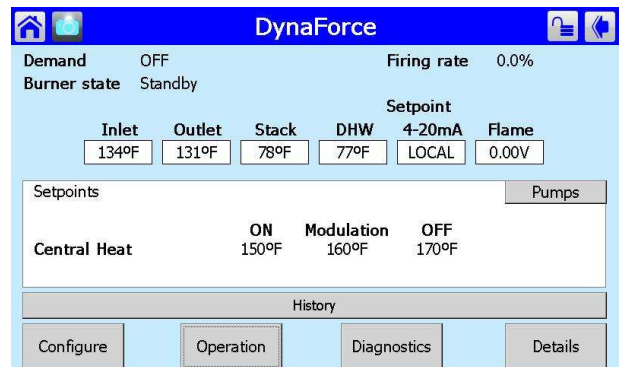 DynaForce
Demand OFF Firing rate 0.0%
Burner state Standby
Setpoint
Inlet Outlet Stack DHW 4-20mA Flame
134ºF 131ºF 78ºF 77ºF LOCAL 0.00V
Setpoints Pumps
ON Modulation OFF
Central Heat 150ºF 160ºF 170ºF
History
Configure Operation Diagnostics Details